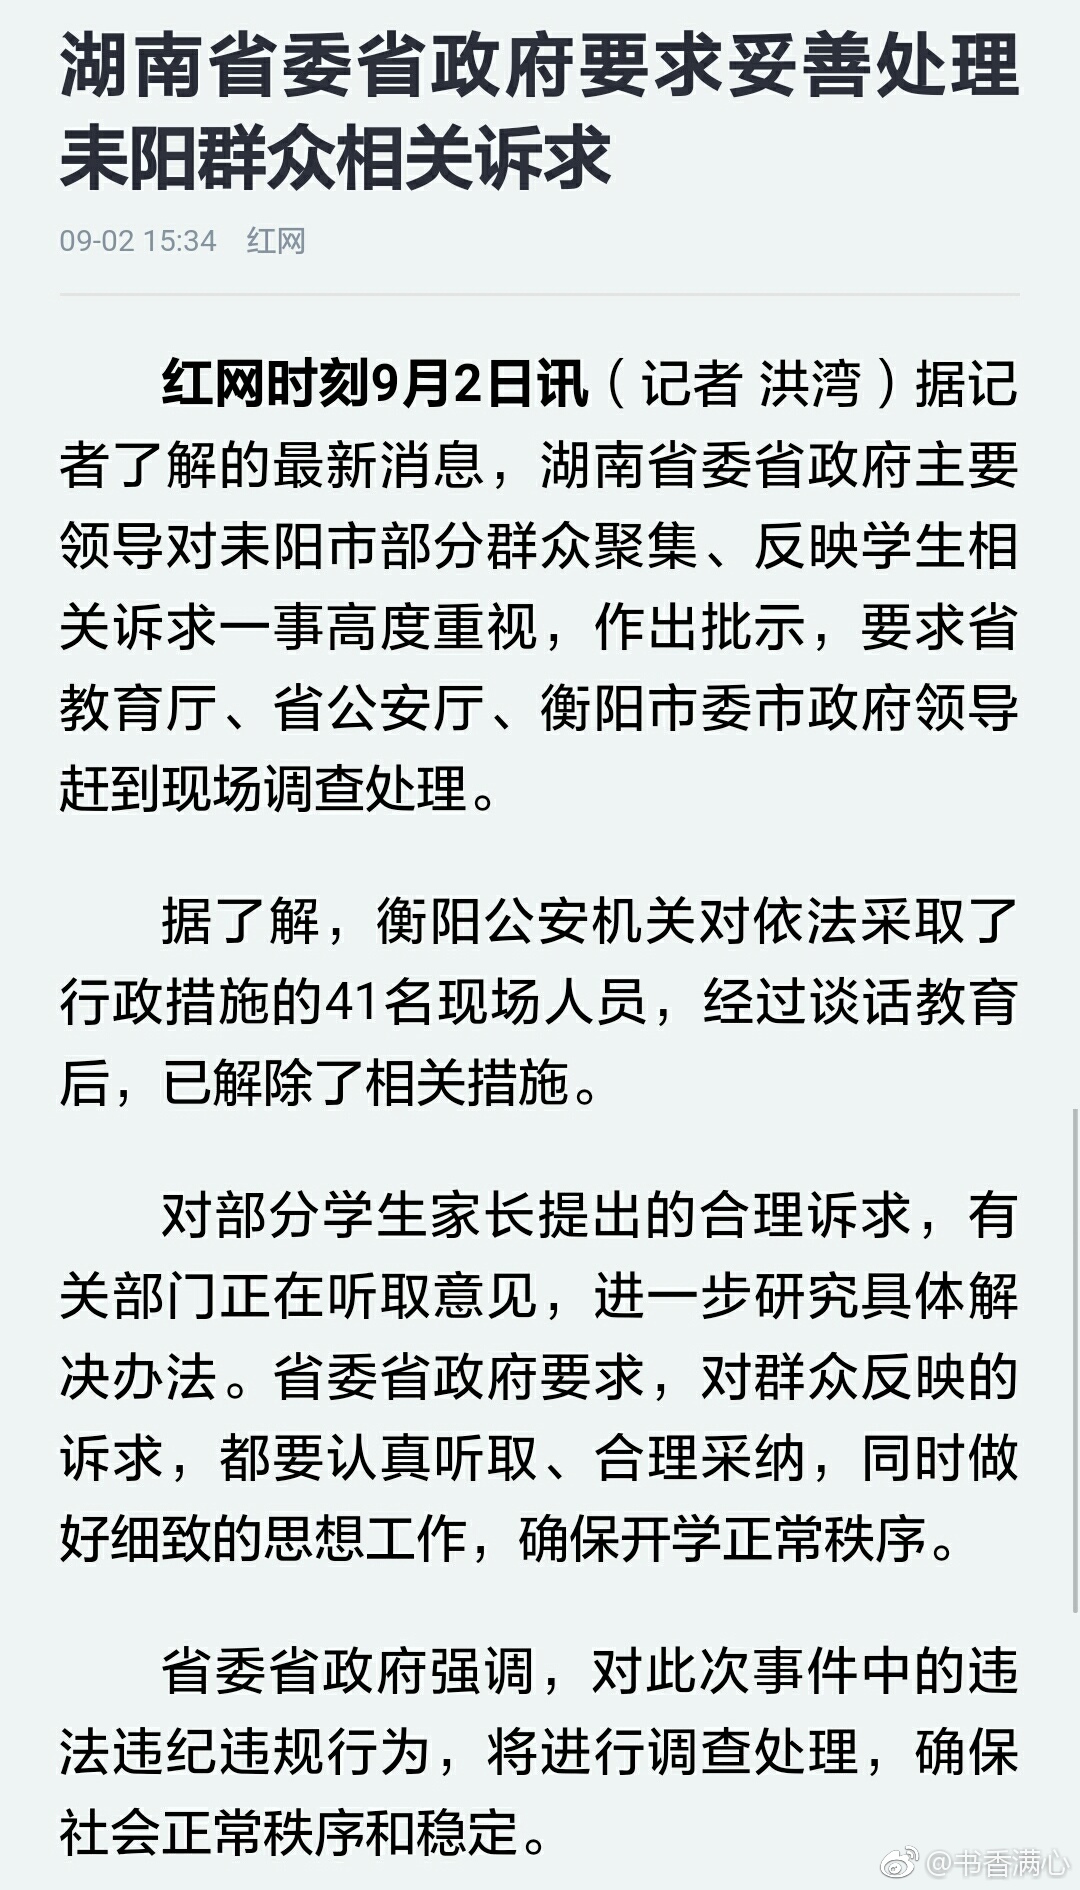 湖南省委省政府要求妥善处理
耒阳群众相关诉求
09-02 15:34 红网
红网时刻9月2日讯（记者 洪湾）据记
者了解的最新消息，湖南省委省政府主要
领导对耒阳市部分群众聚集、反映学生相
关诉求一事高度重视，作出批示，要求省
教育厅、省公安厅、衡阳市委市政府领导
赶到现场调查处理。
据了解，衡阳公安机关对依法采取了
行政措施的41名现场人员，经过谈话教育
后，已解除了相关措施。
对部分学生家长提出的合理诉求，有
关部门正在听取意见，进一步研究具体解
决办法。省委省政府要求，对群众反映的
诉求，都要认真听取、合理采纳，同时做
好细致的思想工作，确保开学正常秩序。
省委省政府强调，对此次事件中的违
法违纪违规行为，将进行调查处理，确保
社会正常秩序和稳定。
@书香满心